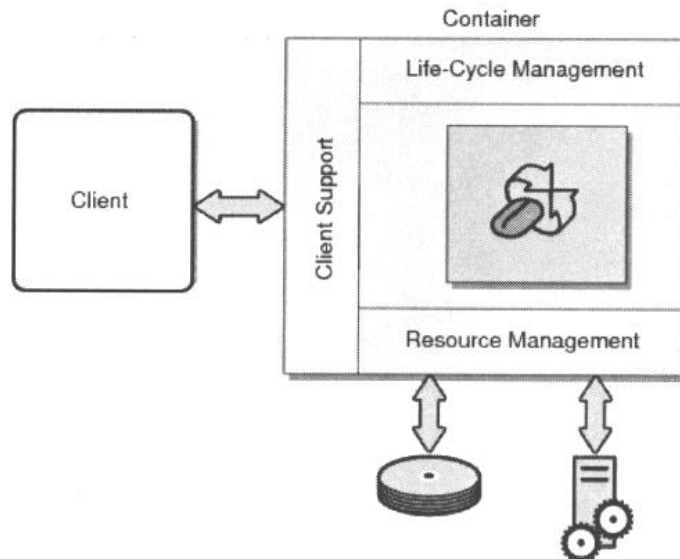 Container
Life-Cycle Management
Client
Client Support
Resource Management